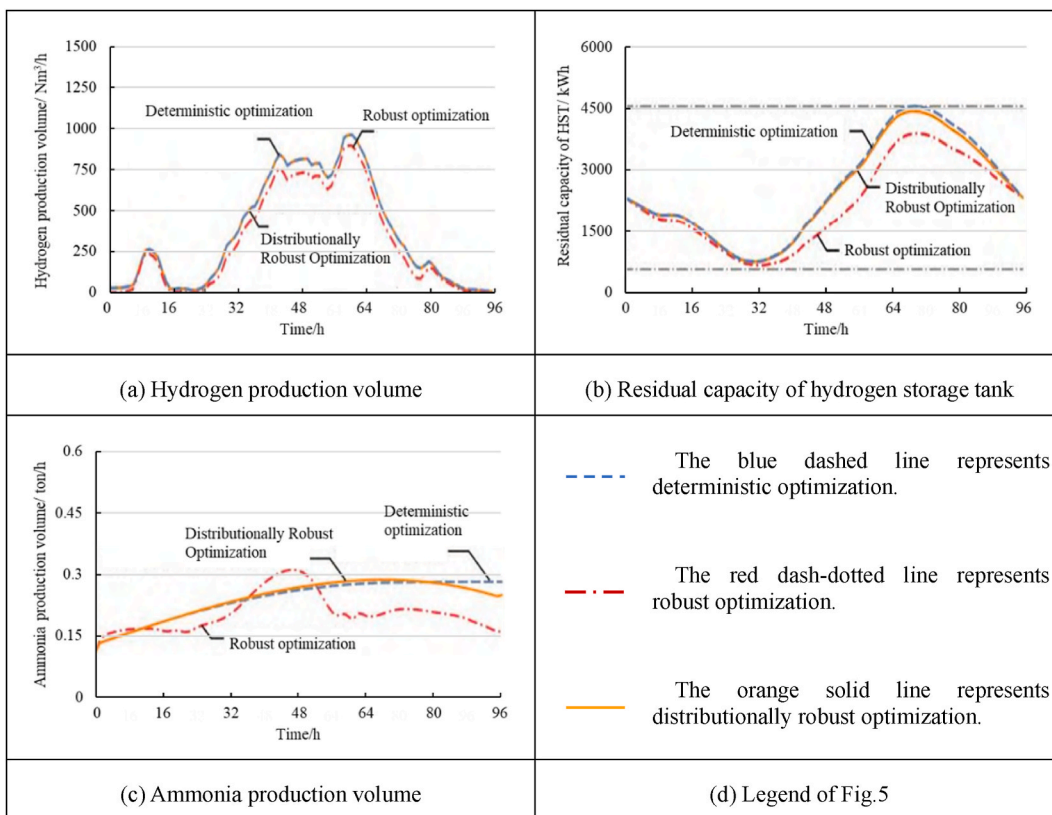 Hydrogen production volume/ Nm³/h
1500
1250
1000
750
500
250
0
Deterministic optimization
Robust optimization
Distributionally
Robust Optimization
0 16 32 48 64 80 96
Time/h
(a) Hydrogen production volume
Residual capacity of HST/ kWh
6000
4500
3000
1500
0
Deterministic optimization
Distributionally
Robust Optimization
Robust optimization
0 16 32 48 64 80 96
Time/h
(b) Residual capacity of hydrogen storage tank
Ammonia production volume/ ton/h
0.6
0.45
0.3
0.15
0
Distributionally Robust
Optimization
Deterministic
optimization
Robust optimization
0 16 32 48 64 80 96
Time/h
(c) Ammonia production volume
The blue dashed line represents
deterministic optimization.
The red dash-dotted line represents
robust optimization.
The orange solid line represents
distributionally robust optimization.
(d) Legend of Fig.5